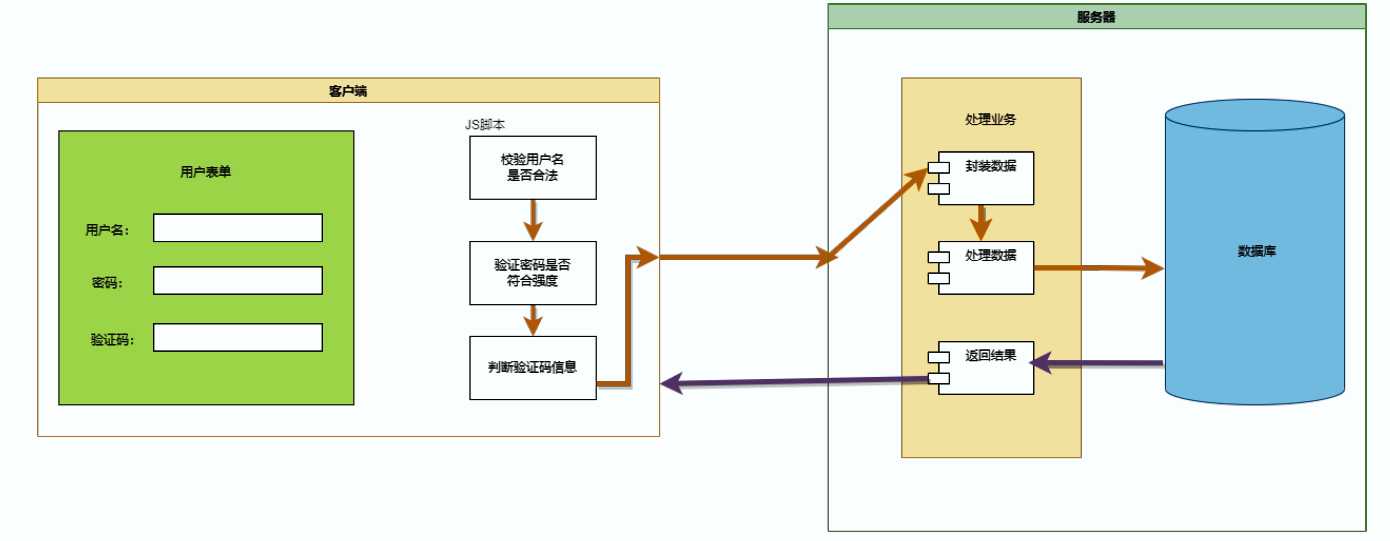 服务器
客户端
用户表单
用户名：
密码：
验证码：
JS脚本
校验用户名
是否合法
验证密码是否
符合强度
判断验证码信息
处理业务
封装数据
处理数据
返回结果
数据库